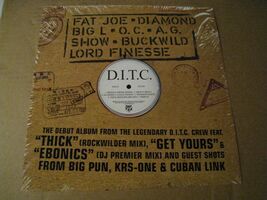 FAT JOE • DIAMOND
BIG L • O.C. • A.G.
SHOW • BUCKWILD
LORD FINESSE
D.I.T.C.
THE DEBUT ALBUM FROM THE LEGENDARY D.I.T.C. CREW FEAT.
"THICK" (ROCKWILDER MIX), "GET YOURS" &
"EBONICS" (DJ PREMIER MIX) AND GUEST SHOTS
FROM BIG PUN, KRS-ONE & CUBAN LINK